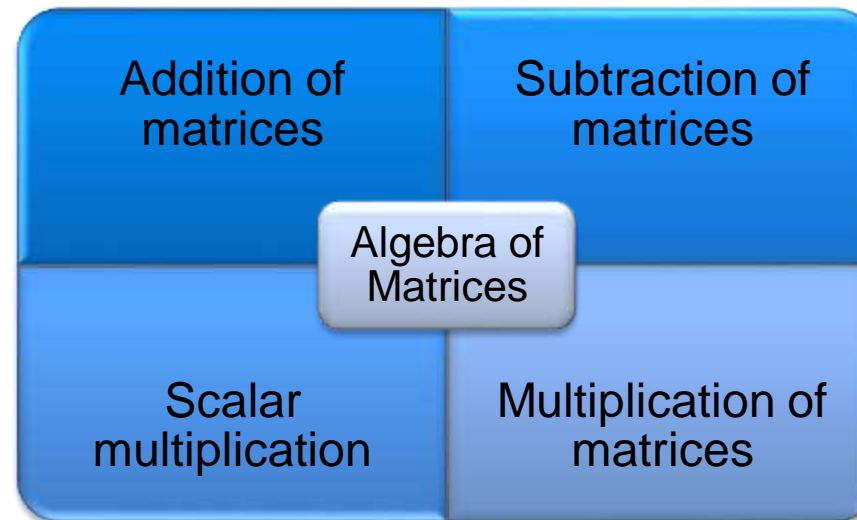 Addition of
matrices
Subtraction of
matrices
Algebra of
Matrices
Scalar
multiplication
Multiplication of
matrices